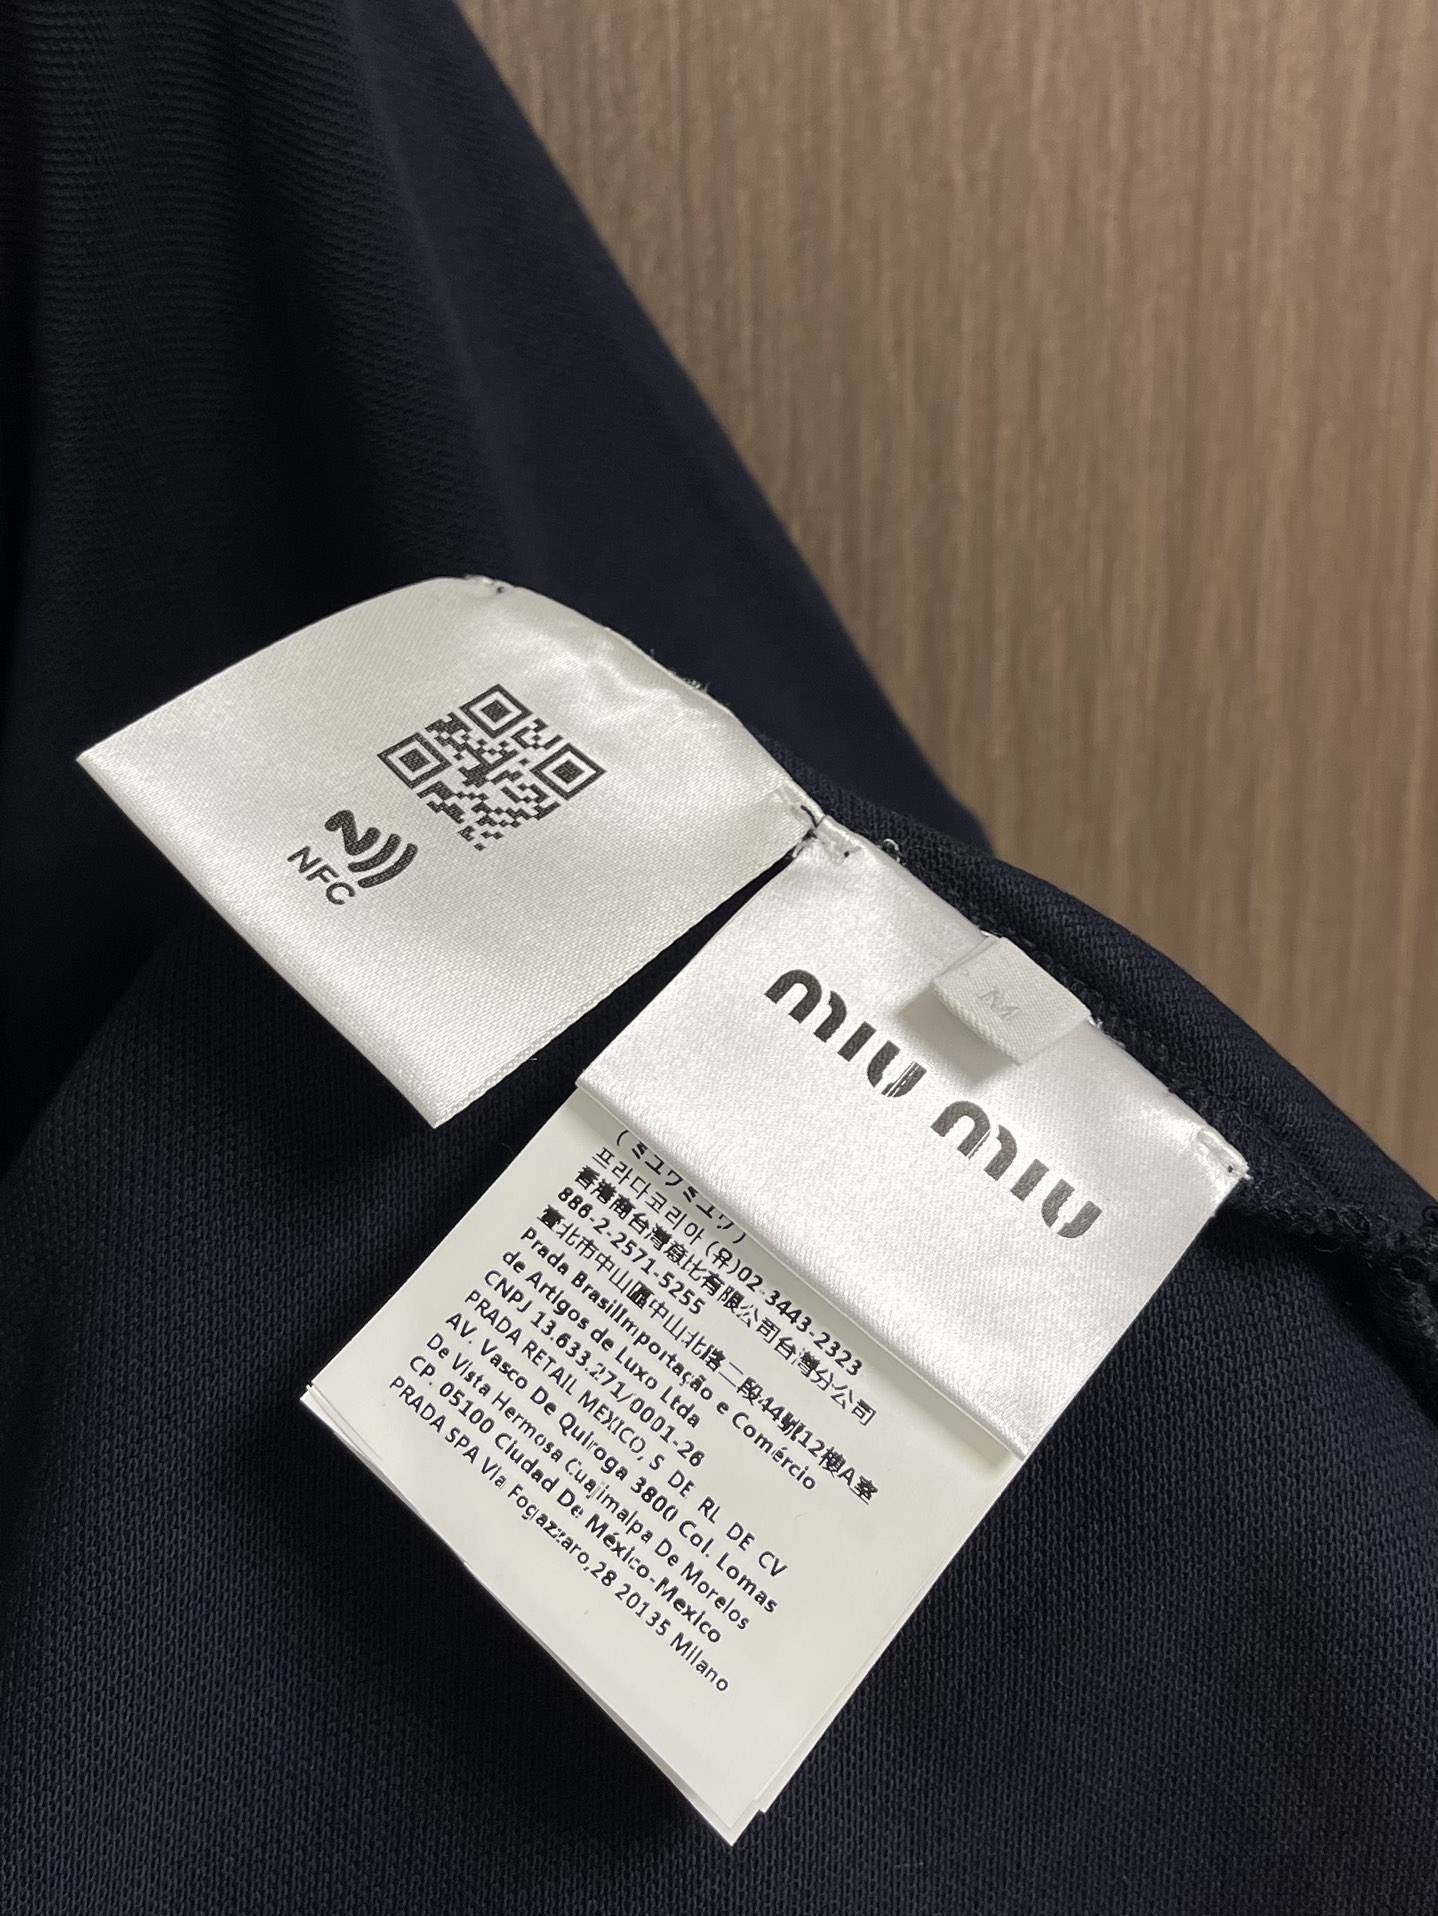 NFC
M
miu miu
(ミュウミュウ)
프라다코리아(유)02-3443-2323
香港商台灣意比有限公司台灣分公司
886-2-2571-5255
臺北市中山區中山北路二段44號12樓A室
Prada BrasilImportação e Comércio
de Artigos de Luxo Ltda
CNPJ 13.633.271/0001-26
PRADA RETAIL MEXICO, S DE RL DE CV
AV. Vasco De Quiroga 3800 Col. Lomas
De Vista Hermosa Cuajimalpa De Morelos
CP. 05100 Ciudad De México-Mexico
PRADA SPA Via Fogazzaro,28 20135 Milano